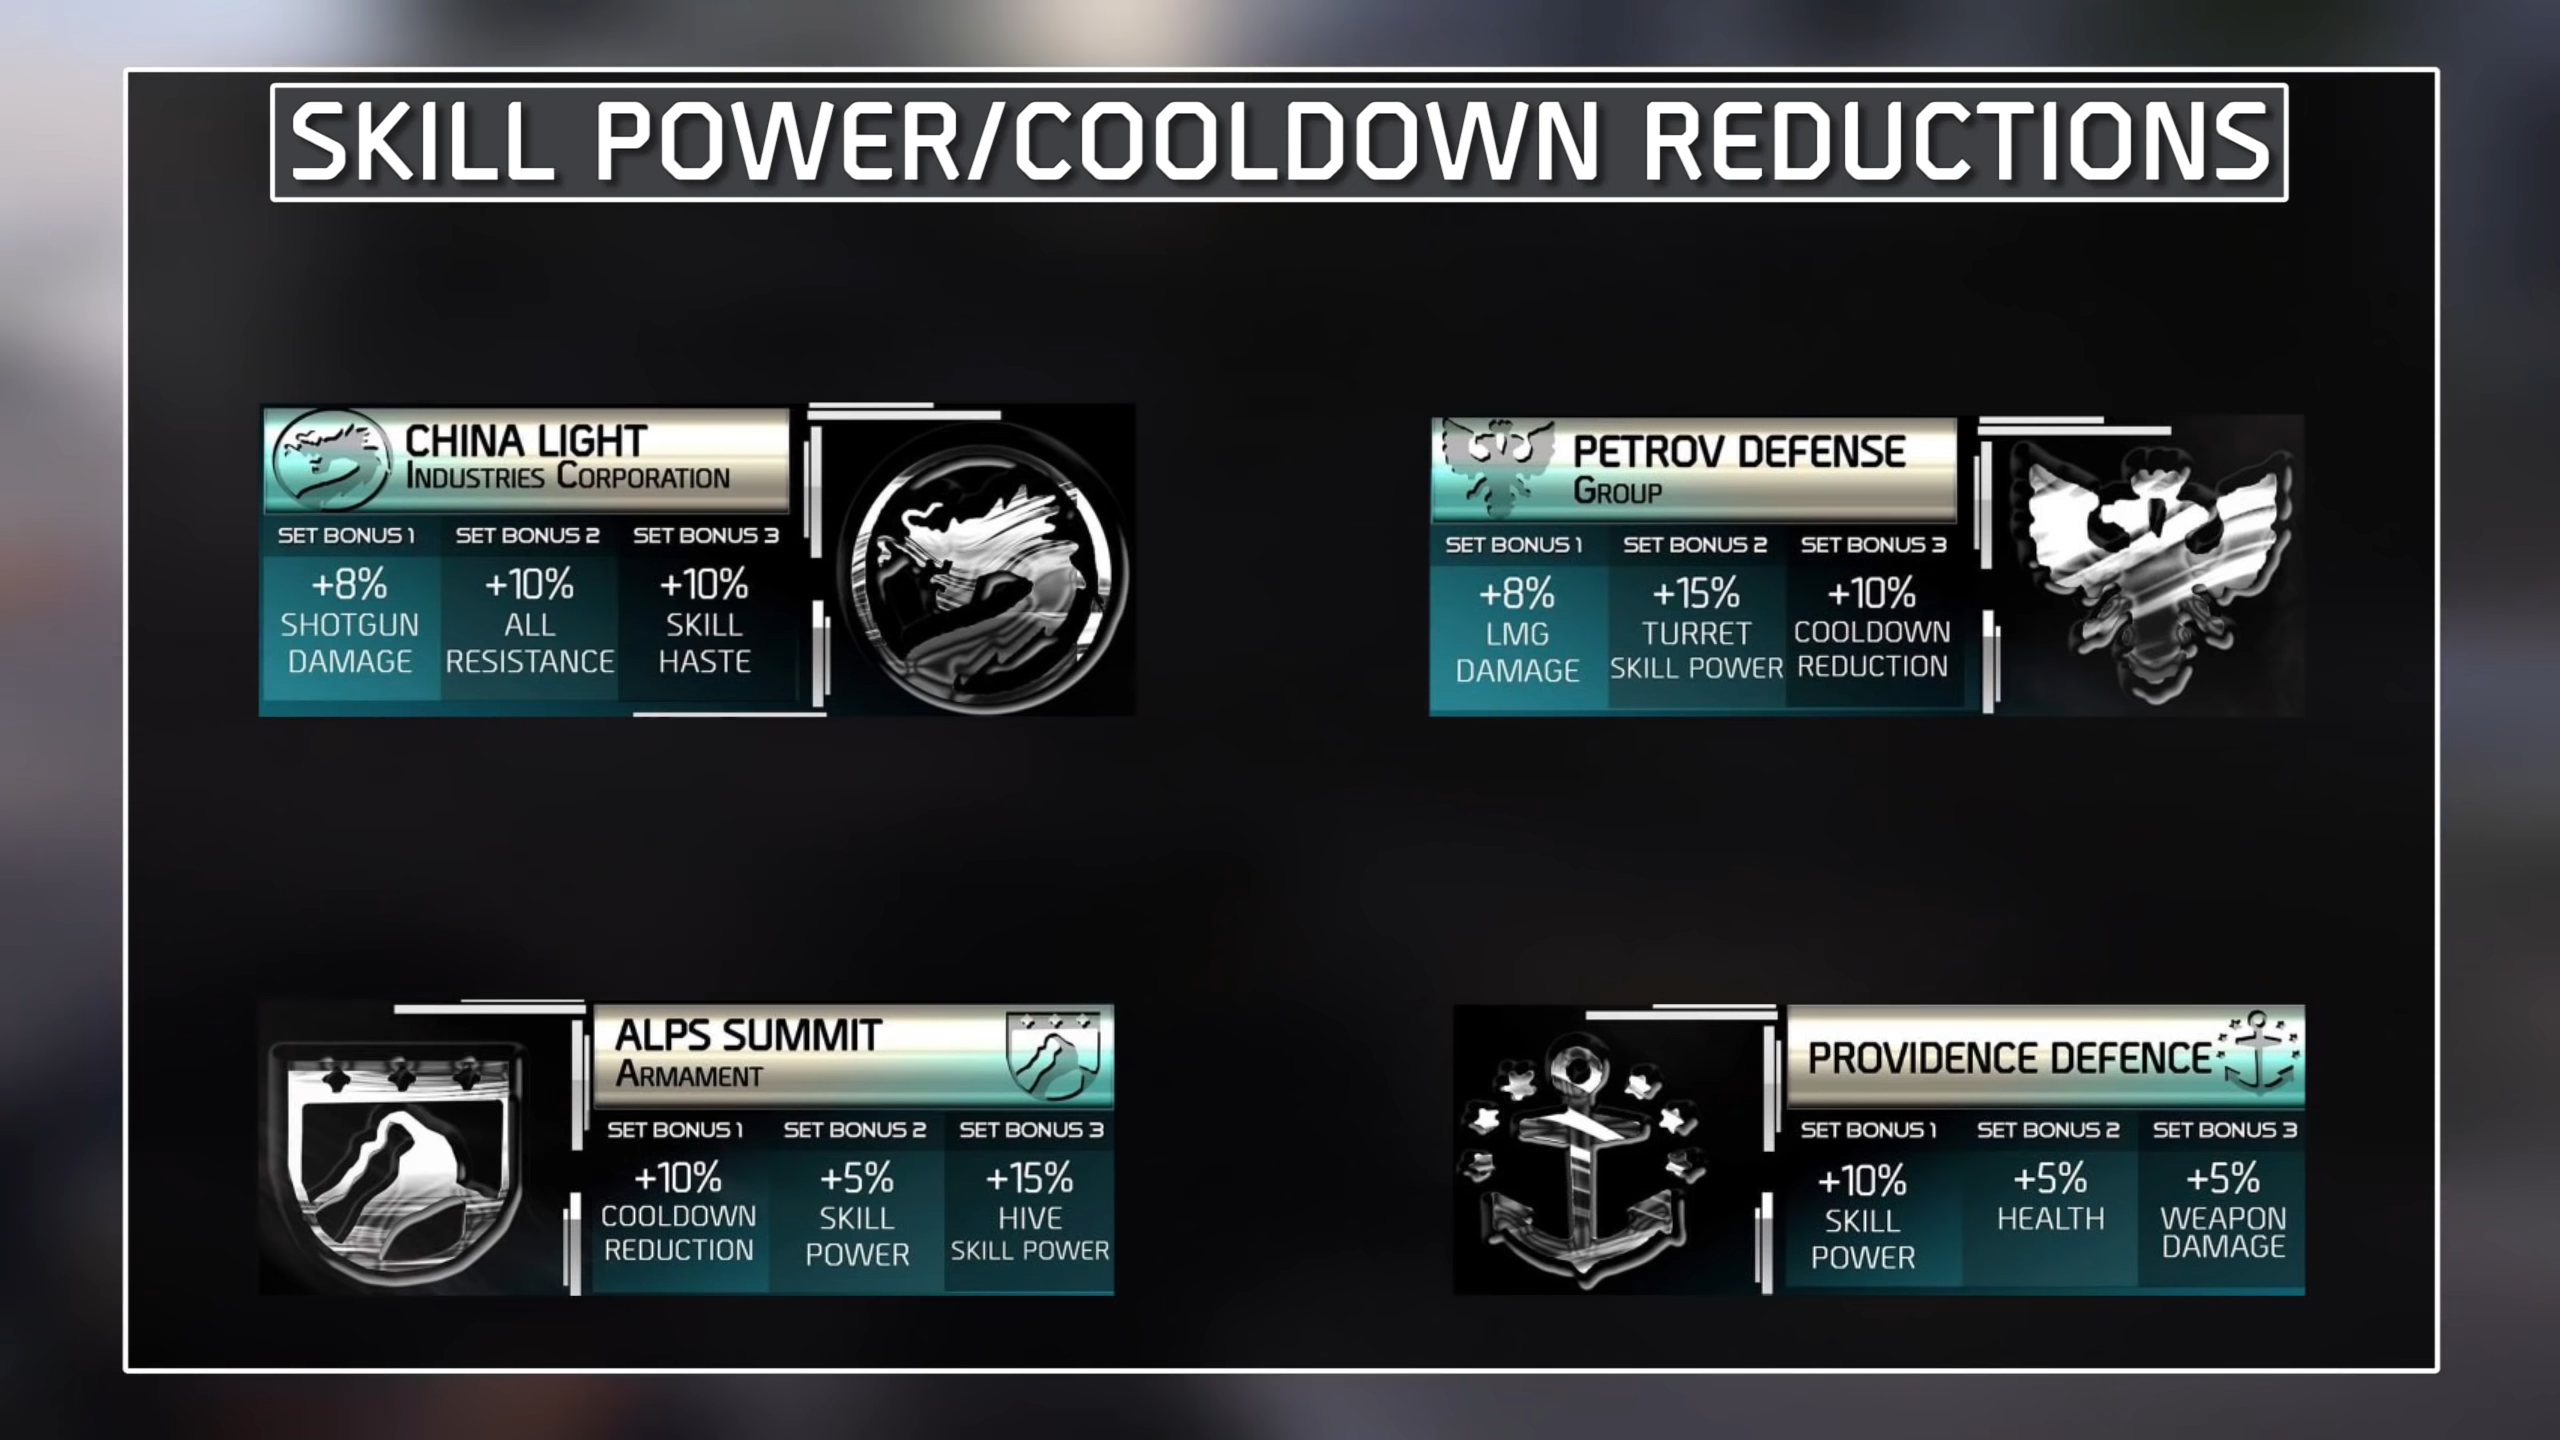 SKILL POWER/COOLDOWN REDUCTIONS
CHINA LIGHT
INDUSTRIES CORPORATION
SET BONUS 1 SET BONUS 2 SET BONUS 3
+8% +10% +10%
SHOTGUN ALL SKILL
DAMAGE RESISTANCE HASTE
PETROV DEFENSE
GROUP
SET BONUS 1 SET BONUS 2 SET BONUS 3
+8% +15% +10%
LMG TURRET COOLDOWN
DAMAGE SKILL POWER REDUCTION
ALPS SUMMIT
ARMAMENT
SET BONUS 1 SET BONUS 2 SET BONUS 3
+10% +5% +15%
COOLDOWN SKILL HIVE
REDUCTION POWER SKILL POWER
PROVIDENCE DEFENCE
SET BONUS 1 SET BONUS 2 SET BONUS 3
+10% +5% +5%
SKILL HEALTH WEAPON
POWER DAMAGE